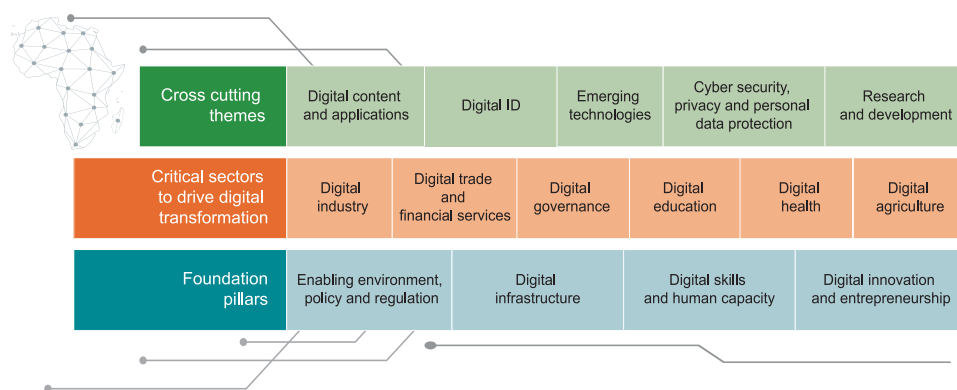 Cross cutting
themes
Digital content
and applications
Digital ID
Emerging
technologies
Cyber security,
privacy and personal
data protection
Research
and development
Critical sectors
to drive digital
transformation
Digital
industry
Digital trade
and
financial services
Digital
governance
Digital
education
Digital
health
Digital
agriculture
Foundation
pillars
Enabling environment,
policy and regulation
Digital
infrastructure
Digital skills
and human capacity
Digital innovation
and entrepreneurship